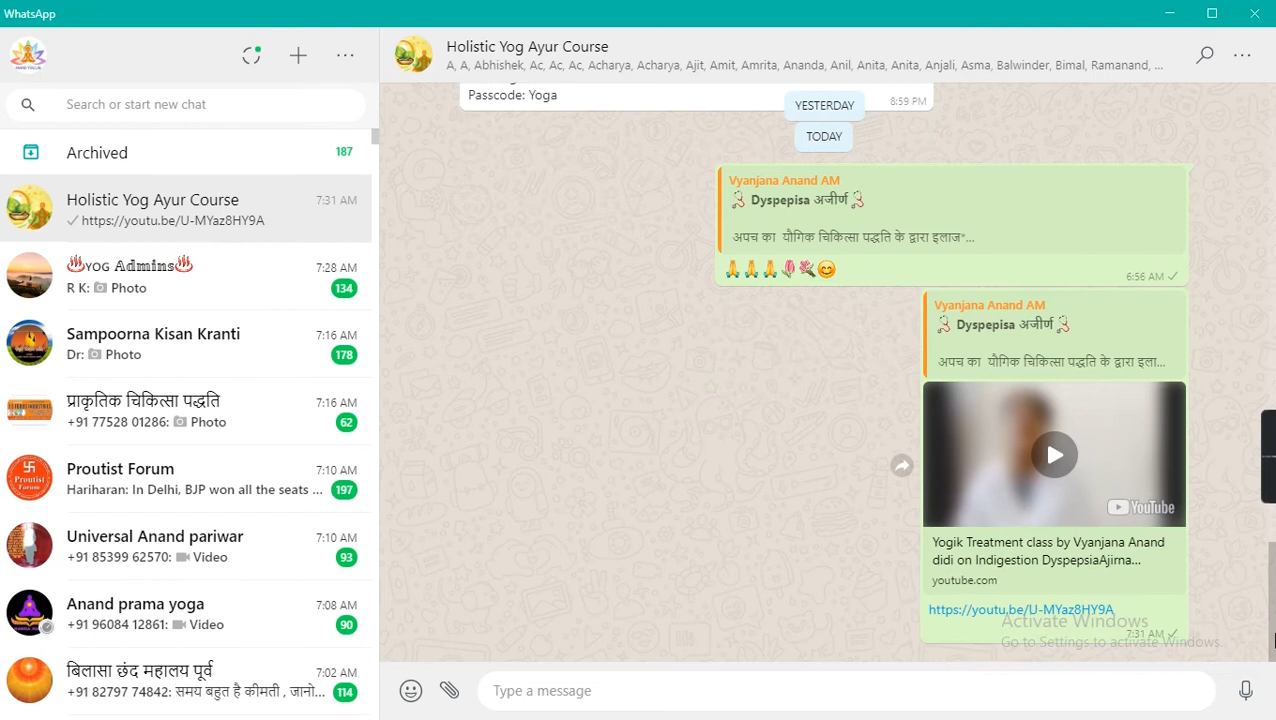 WhatsApp
Search or start new chat
Archived 187
Holistic Yog Ayur Course 7:31 AM
https://youtu.be/U-MYaz8HY9A
♨️YOG 𝔸dmins♨️ 7:28 AM
R K: Photo 134
Sampoorna Kisan Kranti 7:16 AM
Dr: Photo 178
प्राकृतिक चिकित्सा पद्धति 7:16 AM
+91 77528 01286: Photo 62
Proutist Forum 7:10 AM
Hariharan: In Delhi, BJP won all the seats ... 197
Universal Anand pariwar 7:10 AM
+91 85399 62570: Video 93
Anand prama yoga 7:08 AM
+91 96084 12861: Video 90
बिलासा छंद महालय पूर्व 7:02 AM
+91 82797 74842: समय बहुत है कीमती , जानो... 114
Holistic Yog Ayur Course
A, A, Abhishek, Ac, Ac, Ac, Acharya, Acharya, Ajit, Amit, Amrita, Ananda, Anil, Anita, Anita, Anjali, Asma, Balwinder, Bimal, Ramanand, ...
Passcode: Yoga 8:59 PM
YESTERDAY
TODAY
Vyanjana Anand AM
Dyspepisa अजीर्ण
अपच का यौगिक चिकित्सा पद्धति के द्वारा इलाज*...
🙏🙏🙏🌷💐😊
6:56 AM
Vyanjana Anand AM
Dyspepisa अजीर्ण
अपच का यौगिक चिकित्सा पद्धति के द्वारा इला...
YouTube
Yogik Treatment class by Vyanjana Anand
didi on Indigestion DyspepsiaAjirna...
youtube.com
https://youtu.be/U-MYaz8HY9A
7:31 AM
Activate Windows
Go to Settings to activate Windows.
Type a message